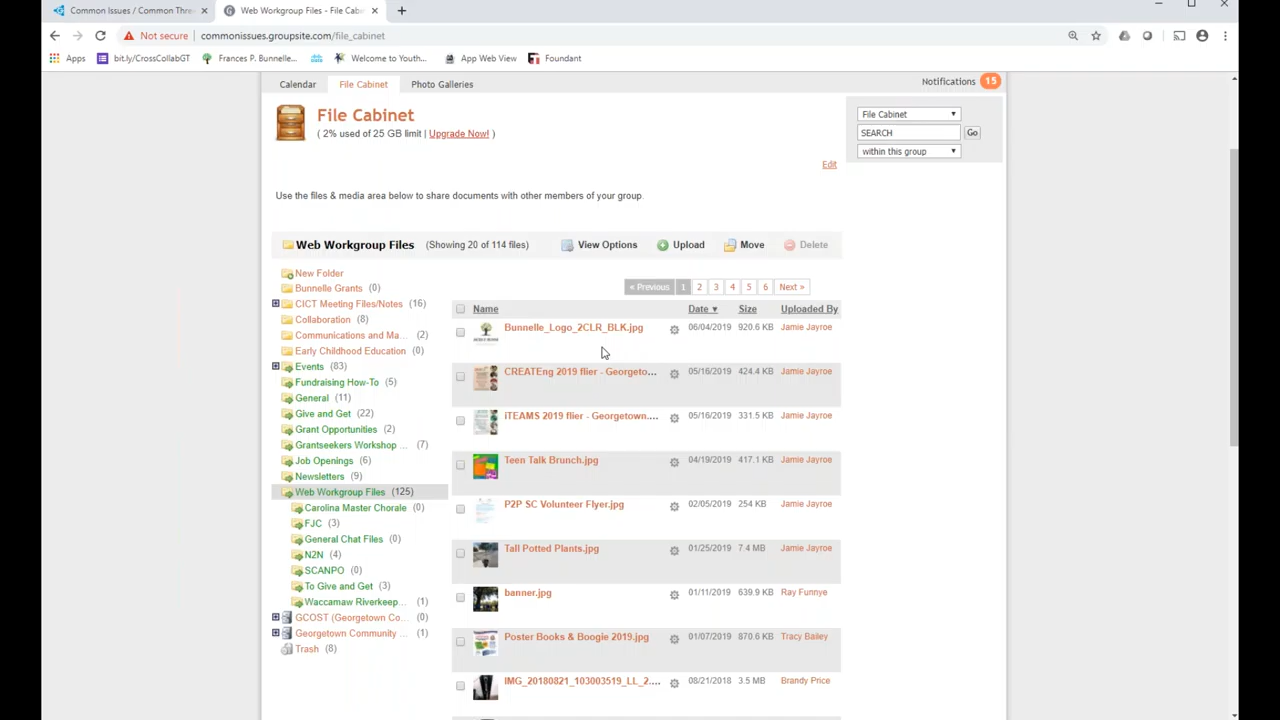 Common Issues / Common Thre
Web Workgroup Files - File Cabi
Not secure | commonissues.groupsite.com/file_cabinet
Apps bit.ly/CrossCollabGT Frances P. Bunnelle... Welcome to Youth... App Web View Foundant
Calendar File Cabinet Photo Galleries Notifications 15
File Cabinet
( 2% used of 25 GB limit | Upgrade Now! )
File Cabinet
SEARCH Go
within this group
Edit
Use the files & media area below to share documents with other members of your group.
Web Workgroup Files (Showing 20 of 114 files) View Options Upload Move Delete
New Folder
Bunnelle Grants (0)
CICT Meeting Files/Notes (16)
Collaboration (8)
Communications and Ma... (2)
Early Childhood Education (0)
Events (83)
Fundraising How-To (5)
General (11)
Give and Get (22)
Grant Opportunities (2)
Grantseekers Workshop ... (7)
Job Openings (6)
Newsletters (9)
Web Workgroup Files (125)
Carolina Master Chorale (0)
FJC (3)
General Chat Files (0)
N2N (4)
SCANPO (0)
To Give and Get (3)
Waccamaw Riverkeep... (1)
GCOST (Georgetown Co... (0)
Georgetown Community ... (1)
Trash (8)
< Previous 1 2 3 4 5 6 Next >
Name Date Size Uploaded By
Bunnelle_Logo_2CLR_BLK.jpg 06/04/2019 920.6 KB Jamie Jayroe
CREATEng 2019 flier - Georgeto... 05/16/2019 424.4 KB Jamie Jayroe
iTEAMS 2019 flier - Georgetown.... 05/16/2019 331.5 KB Jamie Jayroe
Teen Talk Brunch.jpg 04/19/2019 417.1 KB Jamie Jayroe
P2P SC Volunteer Flyer.jpg 02/05/2019 254 KB Jamie Jayroe
Tall Potted Plants.jpg 01/25/2019 7.4 MB Jamie Jayroe
banner.jpg 01/11/2019 639.9 KB Ray Funnye
Poster Books & Boogie 2019.jpg 01/07/2019 870.6 KB Tracy Bailey
IMG_20180821_103003519_LL_2.... 08/21/2018 3.5 MB Brandy Price